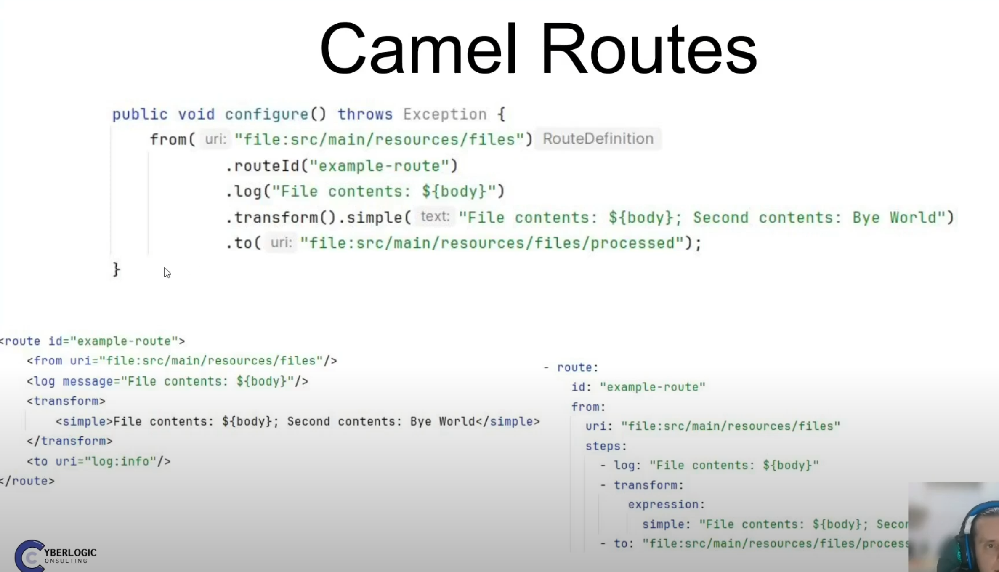 Camel Routes
public void configure() throws Exception {
from( uri: "file:src/main/resources/files") RouteDefinition
.routeId("example-route")
.log("File contents: ${body}")
.transform().simple( text: "File contents: ${body}; Second contents: Bye World")
.to( uri: "file:src/main/resources/files/processed");
}
<route id="example-route">
<from uri="file:src/main/resources/files"/>
<log message="File contents: ${body}"/>
<transform>
<simple>File contents: ${body}; Second contents: Bye World</simple>
</transform>
<to uri="log:info"/>
</route>
- route:
id: "example-route"
from:
uri: "file:src/main/resources/files"
steps:
- log: "File contents: ${body}"
- transform:
expression:
simple: "File contents: ${body}; Secon
- to: "file:src/main/resources/files/process
CYBERLOGIC
CONSULTING